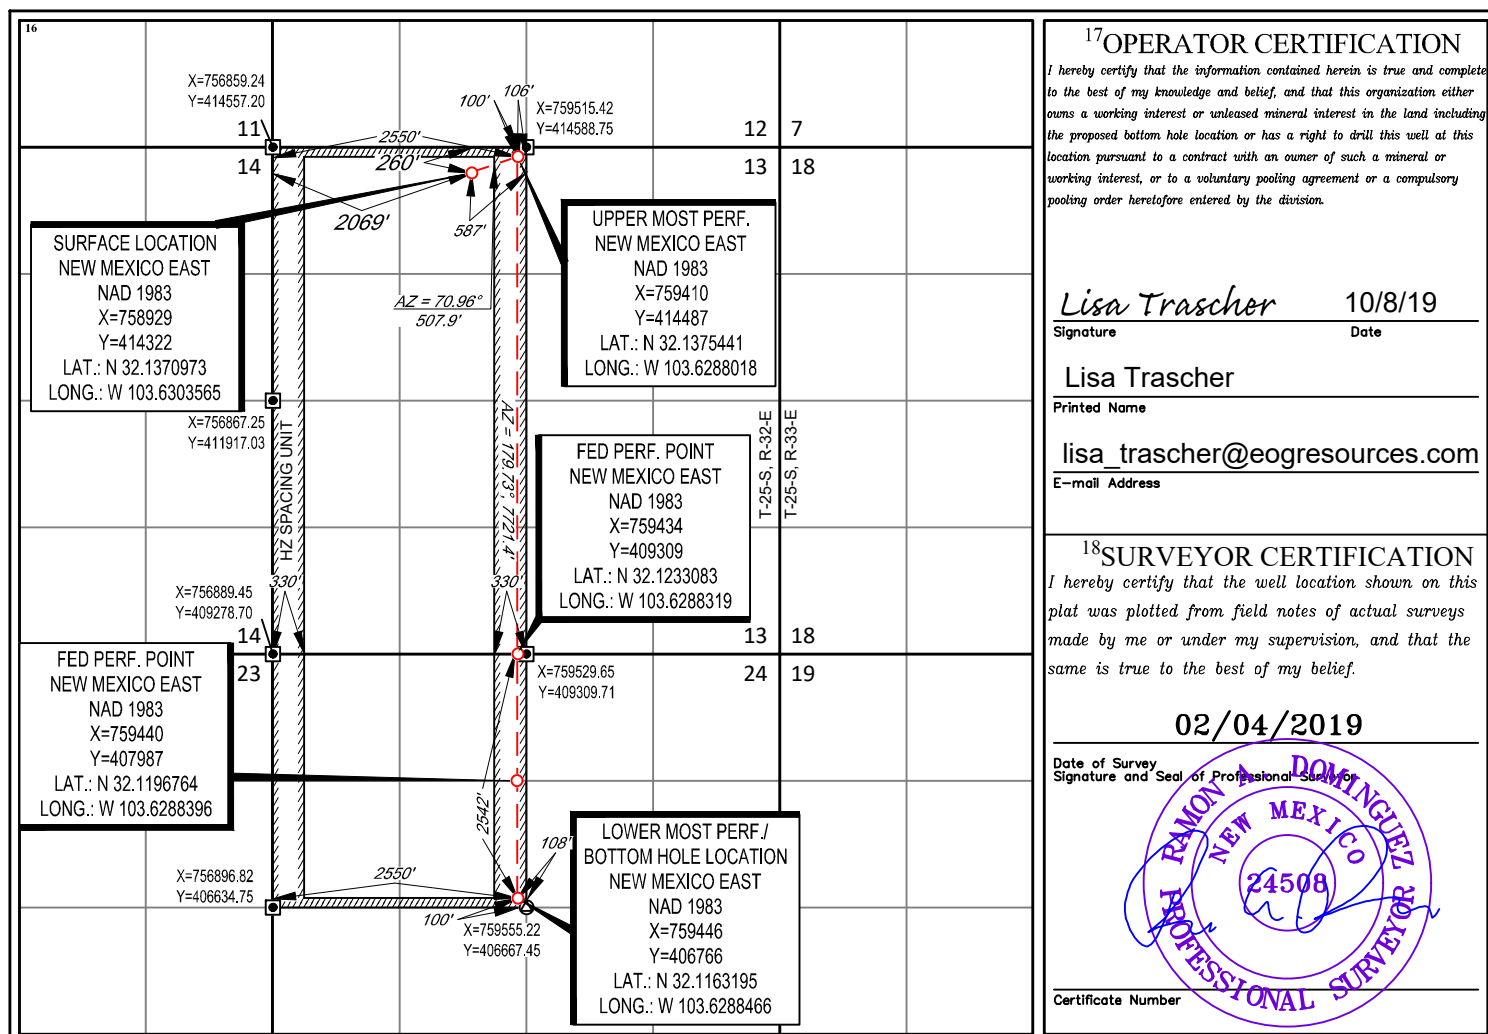 16
X=756859.24
Y=414557.20
100'
106'
X=759515.42
Y=414588.75
11
12
7
2550'
260'
14
13
18
2069'
587'
SURFACE LOCATION
NEW MEXICO EAST
NAD 1983
X=758929
Y=414322
LAT.: N 32.1370973
LONG.: W 103.6303565
UPPER MOST PERF.
NEW MEXICO EAST
NAD 1983
X=759410
Y=414487
LAT.: N 32.1375441
LONG.: W 103.6288018
AZ = 70.96°
507.9'
X=756867.25
Y=411917.03
HZ SPACING UNIT
AZ = 179.73°, 7721.4'
T-25-S, R-32-E
T-25-S, R-33-E
FED PERF. POINT
NEW MEXICO EAST
NAD 1983
X=759434
Y=409309
LAT.: N 32.1233083
LONG.: W 103.6288319
330'
330'
X=756889.45
Y=409278.70
14
13
18
23
24
19
X=759529.65
Y=409309.71
FED PERF. POINT
NEW MEXICO EAST
NAD 1983
X=759440
Y=407987
LAT.: N 32.1196764
LONG.: W 103.6288396
2542'
108'
LOWER MOST PERF./
BOTTOM HOLE LOCATION
NEW MEXICO EAST
NAD 1983
X=759446
Y=406766
LAT.: N 32.1163195
LONG.: W 103.6288466
X=756896.82
Y=406634.75
2550'
100'
X=759555.22
Y=406667.45
17OPERATOR CERTIFICATION
I hereby certify that the information contained herein is true and complete
to the best of my knowledge and belief, and that this organization either
owns a working interest or unleased mineral interest in the land including
the proposed bottom hole location or has a right to drill this well at this
location pursuant to a contract with an owner of such a mineral or
working interest, or to a voluntary pooling agreement or a compulsory
pooling order heretofore entered by the division.
Lisa Trascher 10/8/19
Signature Date
Lisa Trascher
Printed Name
lisa_trascher@eogresources.com
E-mail Address
18SURVEYOR CERTIFICATION
I hereby certify that the well location shown on this
plat was plotted from field notes of actual surveys
made by me or under my supervision, and that the
same is true to the best of my belief.
02/04/2019
Date of Survey
Signature and Seal of Professional Surveyor
RAMON A. DOMINGUEZ
NEW MEXICO
24508
PROFESSIONAL SURVEYOR
Certificate Number